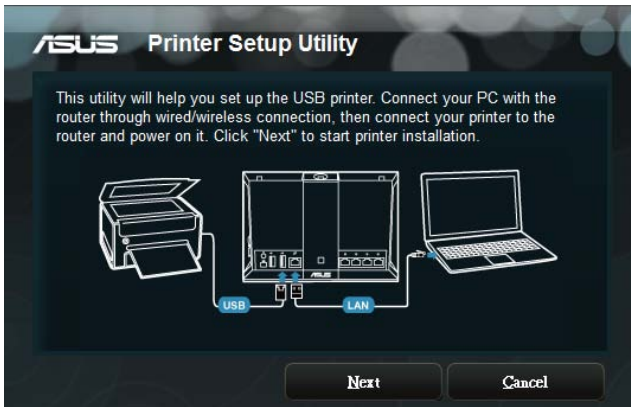 ASUS Printer Setup Utility
This utility will help you set up the USB printer. Connect your PC with the
router through wired/wireless connection, then connect your printer to the
router and power on it. Click "Next" to start printer installation.
ASUS
USB LAN
Next Cancel